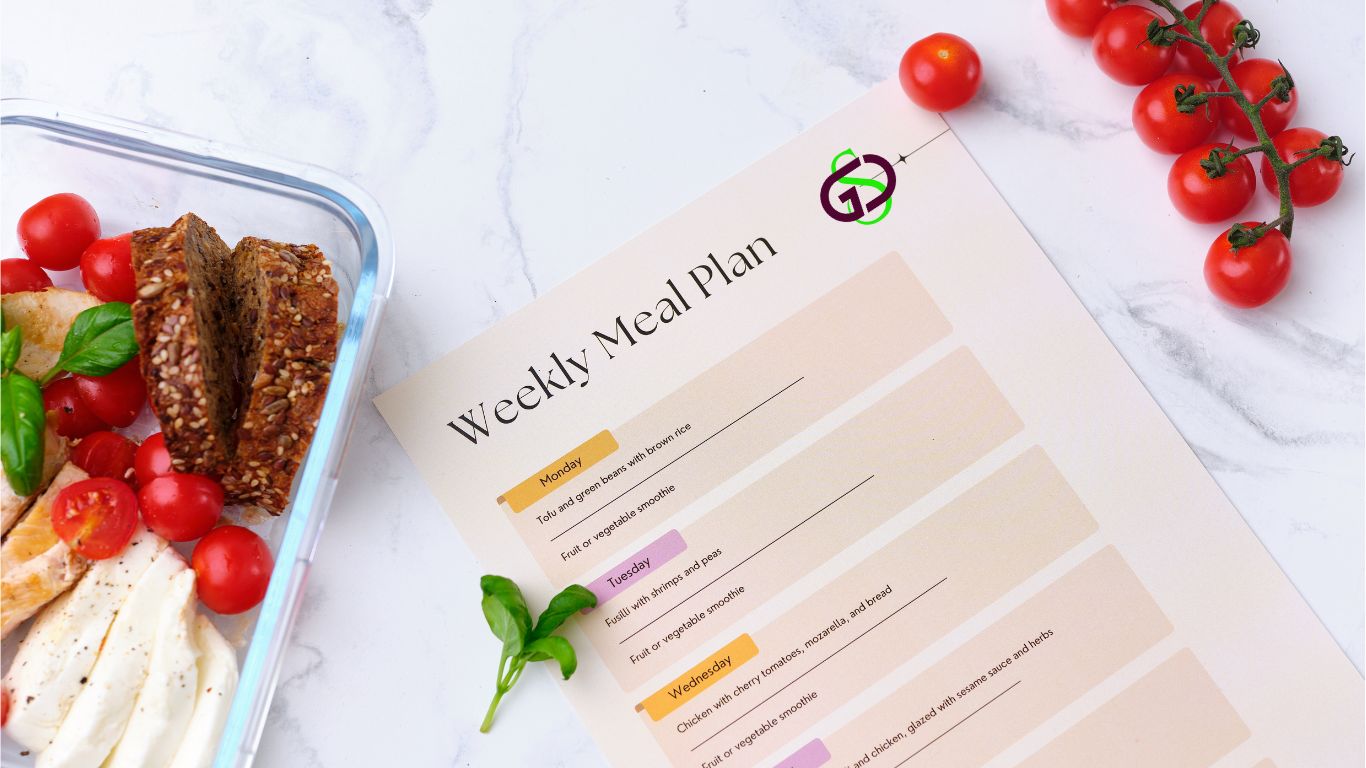 GS
Weekly Meal Plan
Monday
Tofu and green beans with brown rice
Fruit or vegetable smoothie
Tuesday
Fusilli with shrimps and peas
Fruit or vegetable smoothie
Wednesday
Chicken with cherry tomatoes, mozarella, and bread
Fruit or vegetable smoothie
and chicken, glazed with sesame sauce and herbs